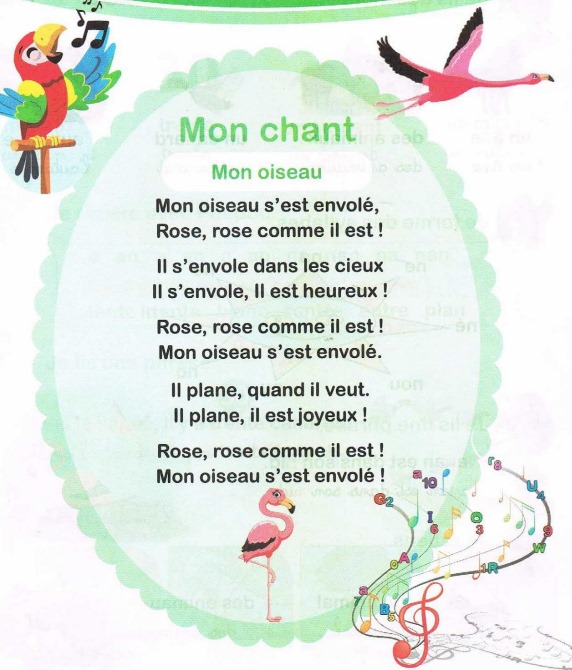 Mon chant
Mon oiseau
Mon oiseau s'est envolé,
Rose, rose comme il est !
Il s'envole dans les cieux
Il s'envole, Il est heureux !
Rose, rose comme il est !
Mon oiseau s'est envolé.
Il plane, quand il veut.
Il plane, il est joyeux !
Rose, rose comme il est !
Mon oiseau s'est envolé !